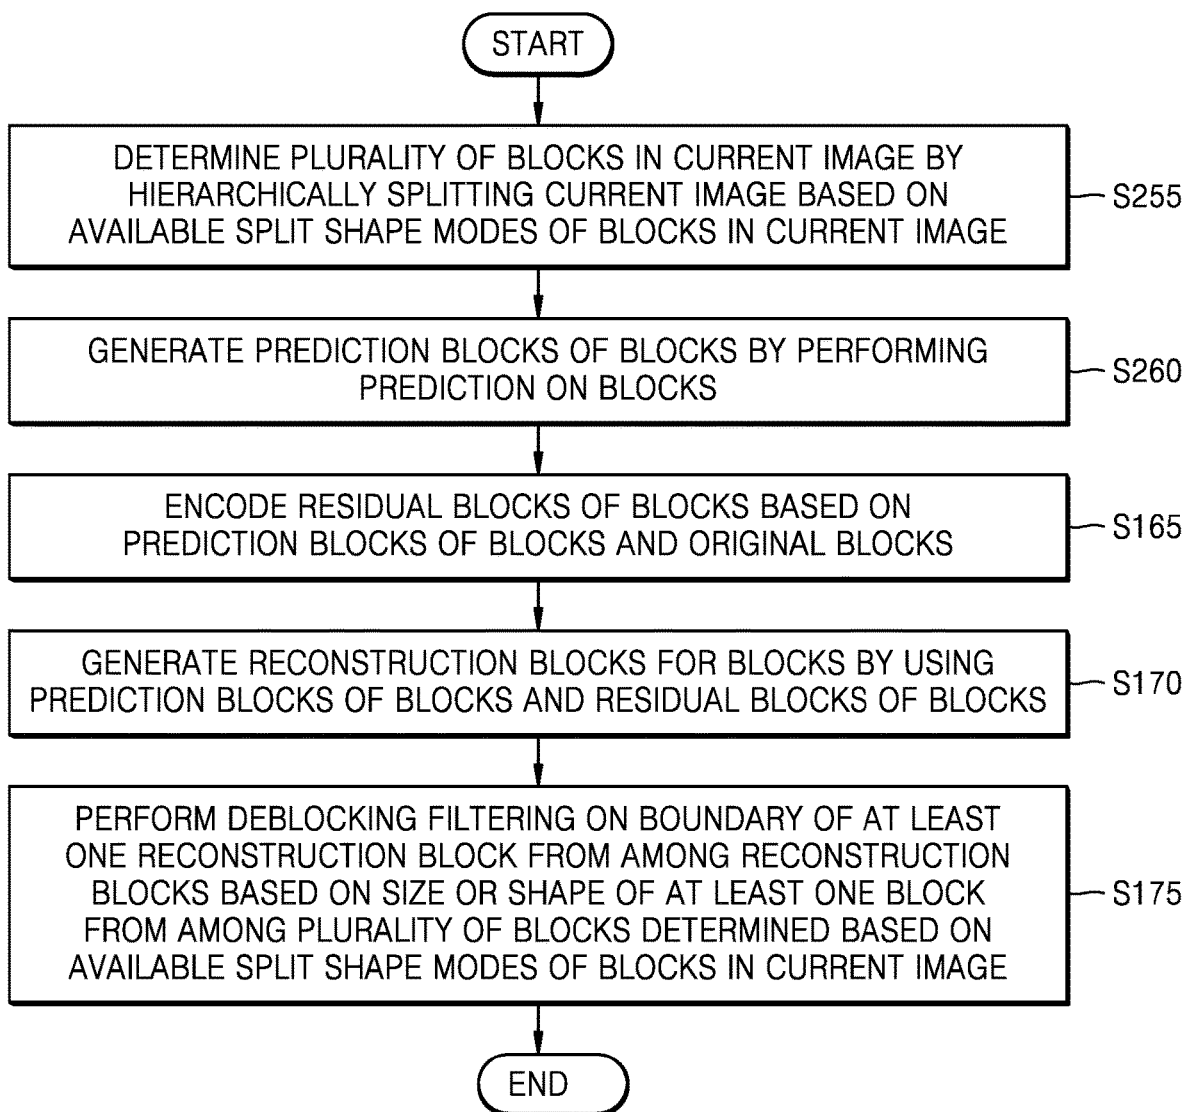 START
DETERMINE PLURALITY OF BLOCKS IN CURRENT IMAGE BY
HIERARCHICALLY SPLITTING CURRENT IMAGE BASED ON
AVAILABLE SPLIT SHAPE MODES OF BLOCKS IN CURRENT IMAGE
S255
GENERATE PREDICTION BLOCKS OF BLOCKS BY PERFORMING
PREDICTION ON BLOCKS
S260
ENCODE RESIDUAL BLOCKS OF BLOCKS BASED ON
PREDICTION BLOCKS OF BLOCKS AND ORIGINAL BLOCKS
S165
GENERATE RECONSTRUCTION BLOCKS FOR BLOCKS BY USING
PREDICTION BLOCKS OF BLOCKS AND RESIDUAL BLOCKS OF BLOCKS
S170
PERFORM DEBLOCKING FILTERING ON BOUNDARY OF AT LEAST
ONE RECONSTRUCTION BLOCK FROM AMONG RECONSTRUCTION
BLOCKS BASED ON SIZE OR SHAPE OF AT LEAST ONE BLOCK
FROM AMONG PLURALITY OF BLOCKS DETERMINED BASED ON
AVAILABLE SPLIT SHAPE MODES OF BLOCKS IN CURRENT IMAGE
S175
END